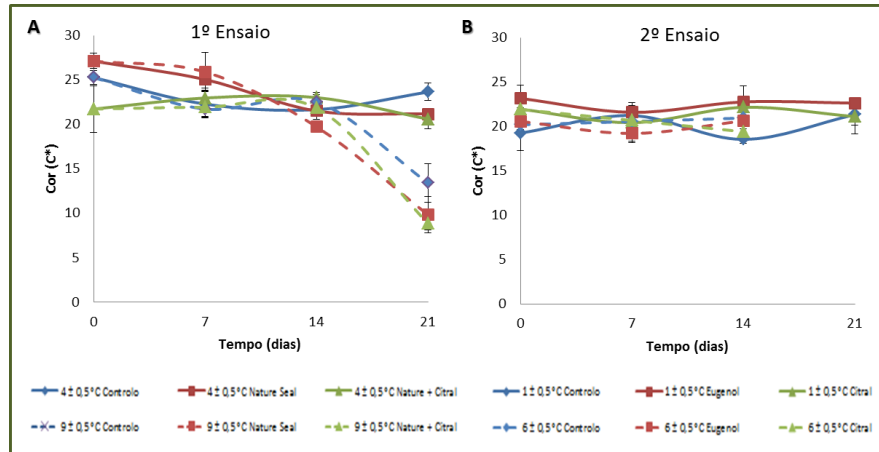 A
1º Ensaio
30
25
20
15
10
5
0
Cor (C*)
0 7 14 21
Tempo (dias)
4± 0,5°C Controlo 4± 0,5°C Nature Seal 4± 0,5°C Nature + Citral
9± 0,5°C Controlo 9± 0,5°C Nature Seal 9± 0,5°C Nature + Citral
B
2º Ensaio
30
25
20
15
10
5
0
Cor (C*)
0 7 14 21
Tempo (dias)
1± 0,5°C Controlo 1± 0,5°C Eugenol 1± 0,5°C Citral
6± 0,5°C Controlo 6± 0,5°C Eugenol 6± 0,5°C Citral